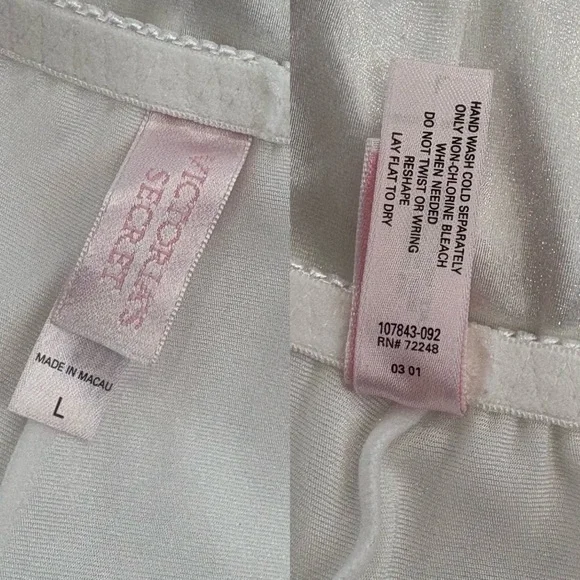 VICTORIA'S
SECRET
MADE IN MACAU
L
HAND WASH COLD SEPARATELY
ONLY NON-CHLORINE BLEACH
WHEN NEEDED
DO NOT TWIST OR WRING
RESHAPE
LAY FLAT TO DRY
107843-092
RN# 72248
03 01